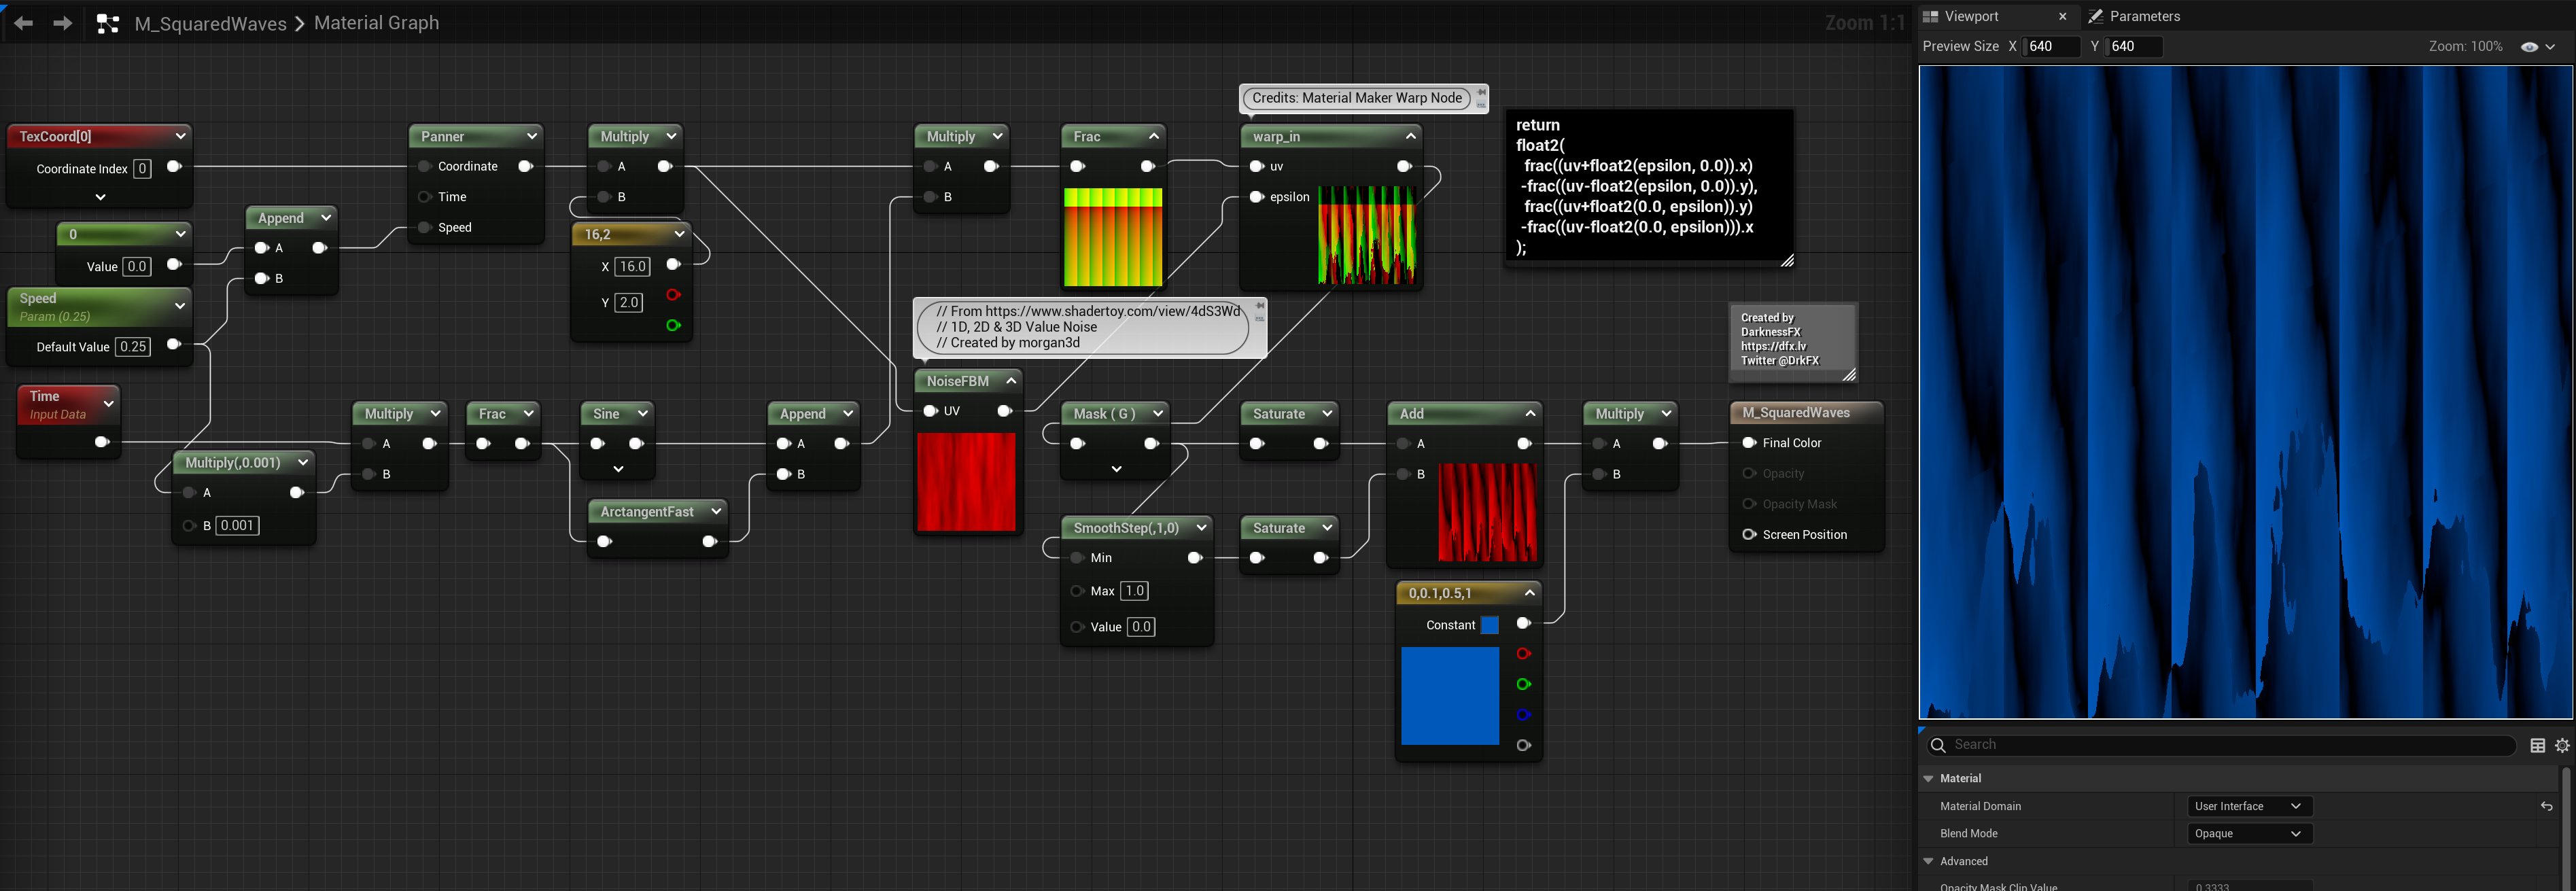 M_SquaredWaves > Material Graph
Zoom 1:1
Viewport
Parameters
Preview Size X 640 Y 640
Zoom: 100%
Credits: Material Maker Warp Node
TexCoord[0]
Coordinate Index 0
0
Value 0.0
Speed
Param (0.25)
Default Value 0.25
Time
Input Data
Append
A
B
Panner
Coordinate
Time
Speed
Multiply
A
B
16,2
X 16.0
Y 2.0
Multiply(,0.001)
A
B 0.001
Multiply
A
B
Frac
Sine
ArctangentFast
Append
A
B
Multiply
A
B
Frac
warp_in
uv
epsilon
return
float2(
frac((uv+float2(epsilon, 0.0)).x)
-frac((uv-float2(epsilon, 0.0)).y),
frac((uv+float2(0.0, epsilon)).y)
-frac((uv-float2(0.0, epsilon))).x
);
// From https://www.shadertoy.com/view/4dS3Wd
// 1D, 2D & 3D Value Noise
// Created by morgan3d
NoiseFBM
UV
Mask ( G )
Saturate
SmoothStep(,1,0)
Min
Max 1.0
Value 0.0
Saturate
Add
A
B
0,0.1,0.5,1
Constant
Multiply
A
B
Created by
DarknessFX
https://dfx.lv
Twitter @DrkFX
M_SquaredWaves
Final Color
Opacity
Opacity Mask
Screen Position
Search
Material
Material Domain
User Interface
Blend Mode
Opaque
Advanced
Opacity Mask Clip Value
0.3333